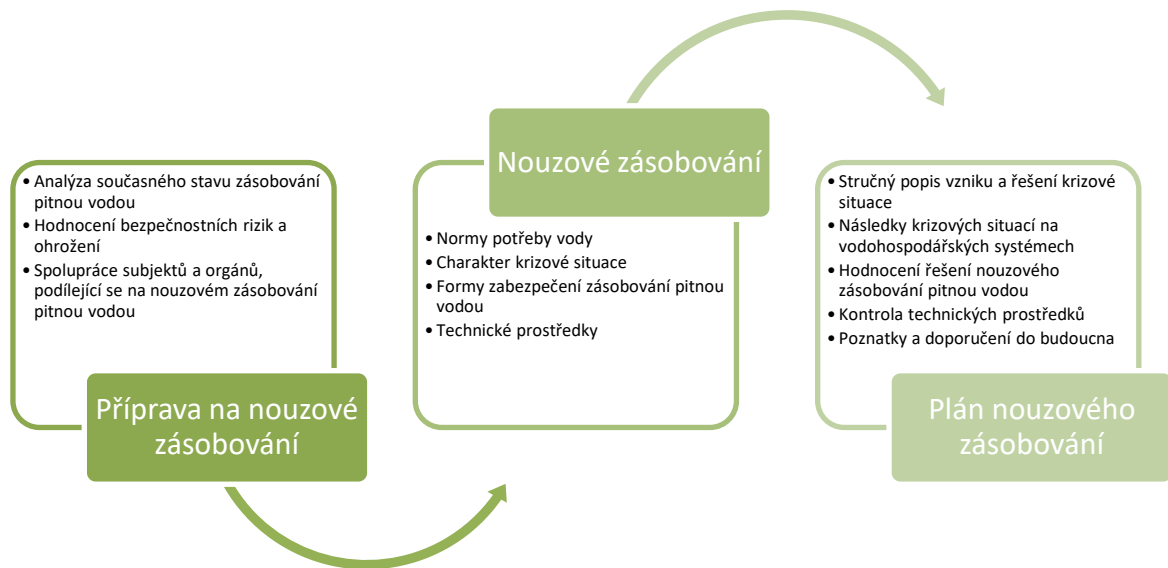 • Analýza současného stavu zásobování
pitnou vodou
• Hodnocení bezpečnostních rizik a
ohrožení
• Spolupráce subjektů a orgánů,
podílející se na nouzovém zásobování
pitnou vodou
Příprava na nouzové
zásobování
Nouzové zásobování
• Normy potřeby vody
• Charakter krizové situace
• Formy zabezpečení zásobování pitnou
vodou
• Technické prostředky
• Stručný popis vzniku a řešení krizové
situace
• Následky krizových situací na
vodohospodářských systémech
• Hodnocení řešení nouzového
zásobování pitnou vodou
• Kontrola technických prostředků
• Poznatky a doporučení do budoucna
Plán nouzového
zásobování